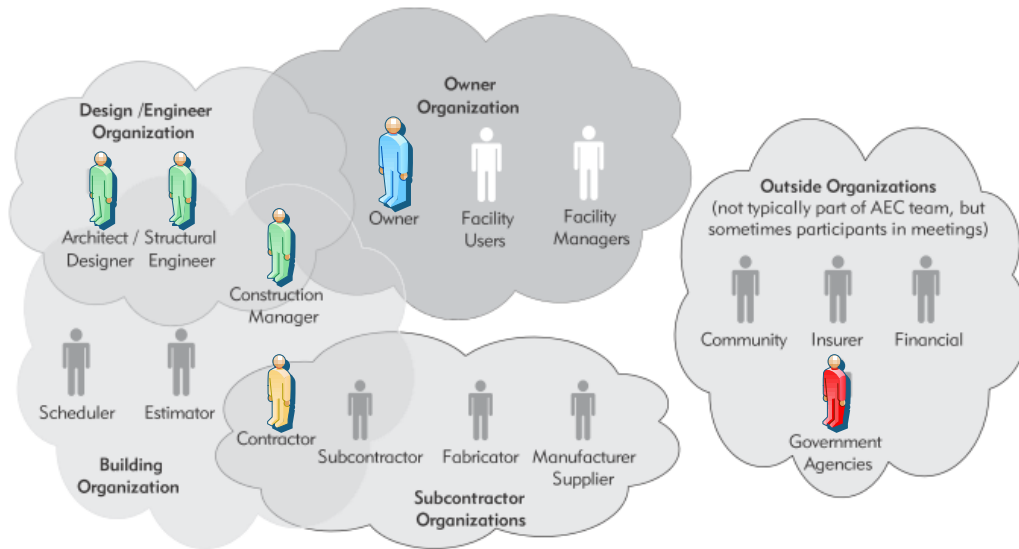 Owner
Organization
Design /Engineer
Organization
Owner
Facility
Users
Facility
Managers
Architect /
Designer
Structural
Engineer
Construction
Manager
Outside Organizations
(not typically part of AEC team, but
sometimes participants in meetings)
Community
Insurer
Financial
Government
Agencies
Scheduler
Estimator
Contractor
Subcontractor
Fabricator
Manufacturer
Supplier
Building
Organization
Subcontractor
Organizations